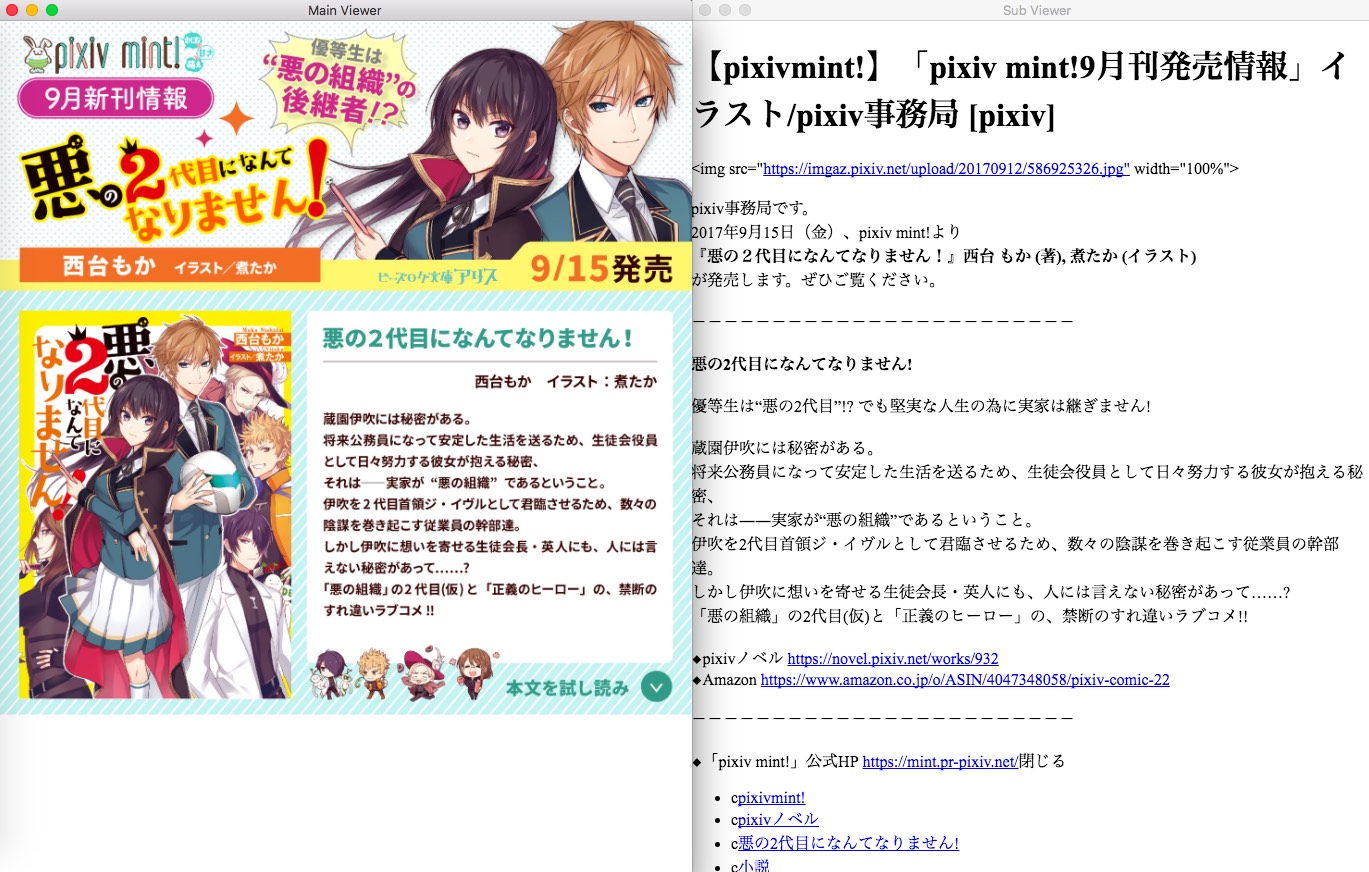 Main Viewer
pixiv mint!
9月新刊情報
優等生は
“悪の組織”の
後継者!?
悪の2代目になんて
なりません!
西台もか イラスト／煮たか
ビーズログ文庫アリス
9/15発売
Moka Nishidai
西台もか
イラスト/煮たか
悪の2代目になんてなりません!
悪の２代目になんてなりません！
西台もか　イラスト：煮たか
蔵園伊吹には秘密がある。
将来公務員になって安定した生活を送るため、生徒会役員
として日々努力する彼女が抱える秘密、
それは──実家が“悪の組織”であるということ。
伊吹を２代目首領ジ・イヴルとして君臨させるため、数々の
陰謀を巻き起こす従業員の幹部達。
しかし伊吹に想いを寄せる生徒会長・英人にも、人には言
えない秘密があって……?
「悪の組織」の２代目(仮)と「正義のヒーロー」の、禁断の
すれ違いラブコメ!!
本文を試し読み
Sub Viewer
【pixivmint!】 「pixiv mint!9月刊発売情報」イ
ラスト/pixiv事務局 [pixiv]
<img src="https://imgaz.pixiv.net/upload/20170912/586925326.jpg" width="100%">
pixiv事務局です。
2017年9月15日（金）、pixiv mint!より
『悪の２代目になんてなりません！』西台 もか (著), 煮たか (イラスト)
が発売します。ぜひご覧ください。
－－－－－－－－－－－－－－－－－－－－－－－－
悪の2代目になんてなりません!
優等生は“悪の2代目”!? でも堅実な人生の為に実家は継ぎません!
蔵園伊吹には秘密がある。
将来公務員になって安定した生活を送るため、生徒会役員として日々努力する彼女が抱える秘
密、
それは――実家が“悪の組織”であるということ。
伊吹を2代目首領ジ・イヴルとして君臨させるため、数々の陰謀を巻き起こす従業員の幹部
達。
しかし伊吹に想いを寄せる生徒会長・英人にも、人には言えない秘密があって……?
「悪の組織」の2代目(仮)と「正義のヒーロー」の、禁断のすれ違いラブコメ!!
◆pixivノベル https://novel.pixiv.net/works/932
◆Amazon https://www.amazon.co.jp/o/ASIN/4047348058/pixiv-comic-22
－－－－－－－－－－－－－－－－－－－－－－－－
◆「pixiv mint!」公式HP https://mint.pr-pixiv.net/閉じる
• cpixivmint!
• cpixivノベル
• c悪の2代目になんてなりません!
• c小説